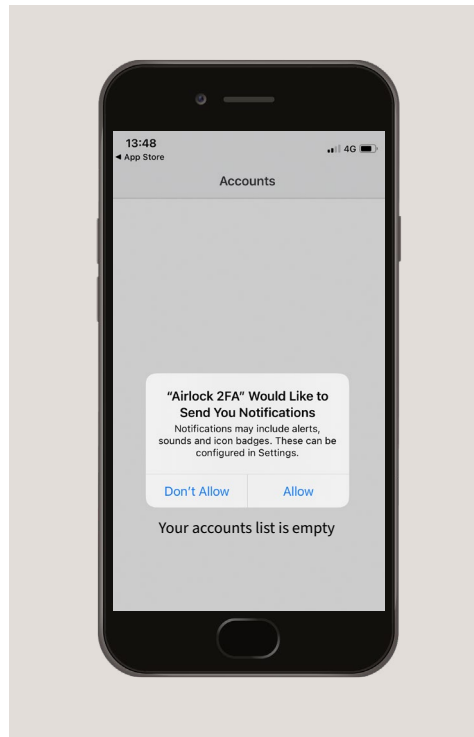 13:48
4G
◀ App Store
Accounts
“Airlock 2FA” Would Like to
Send You Notifications
Notifications may include alerts,
sounds and icon badges. These can be
configured in Settings.
Don’t Allow
Allow
Your accounts list is empty